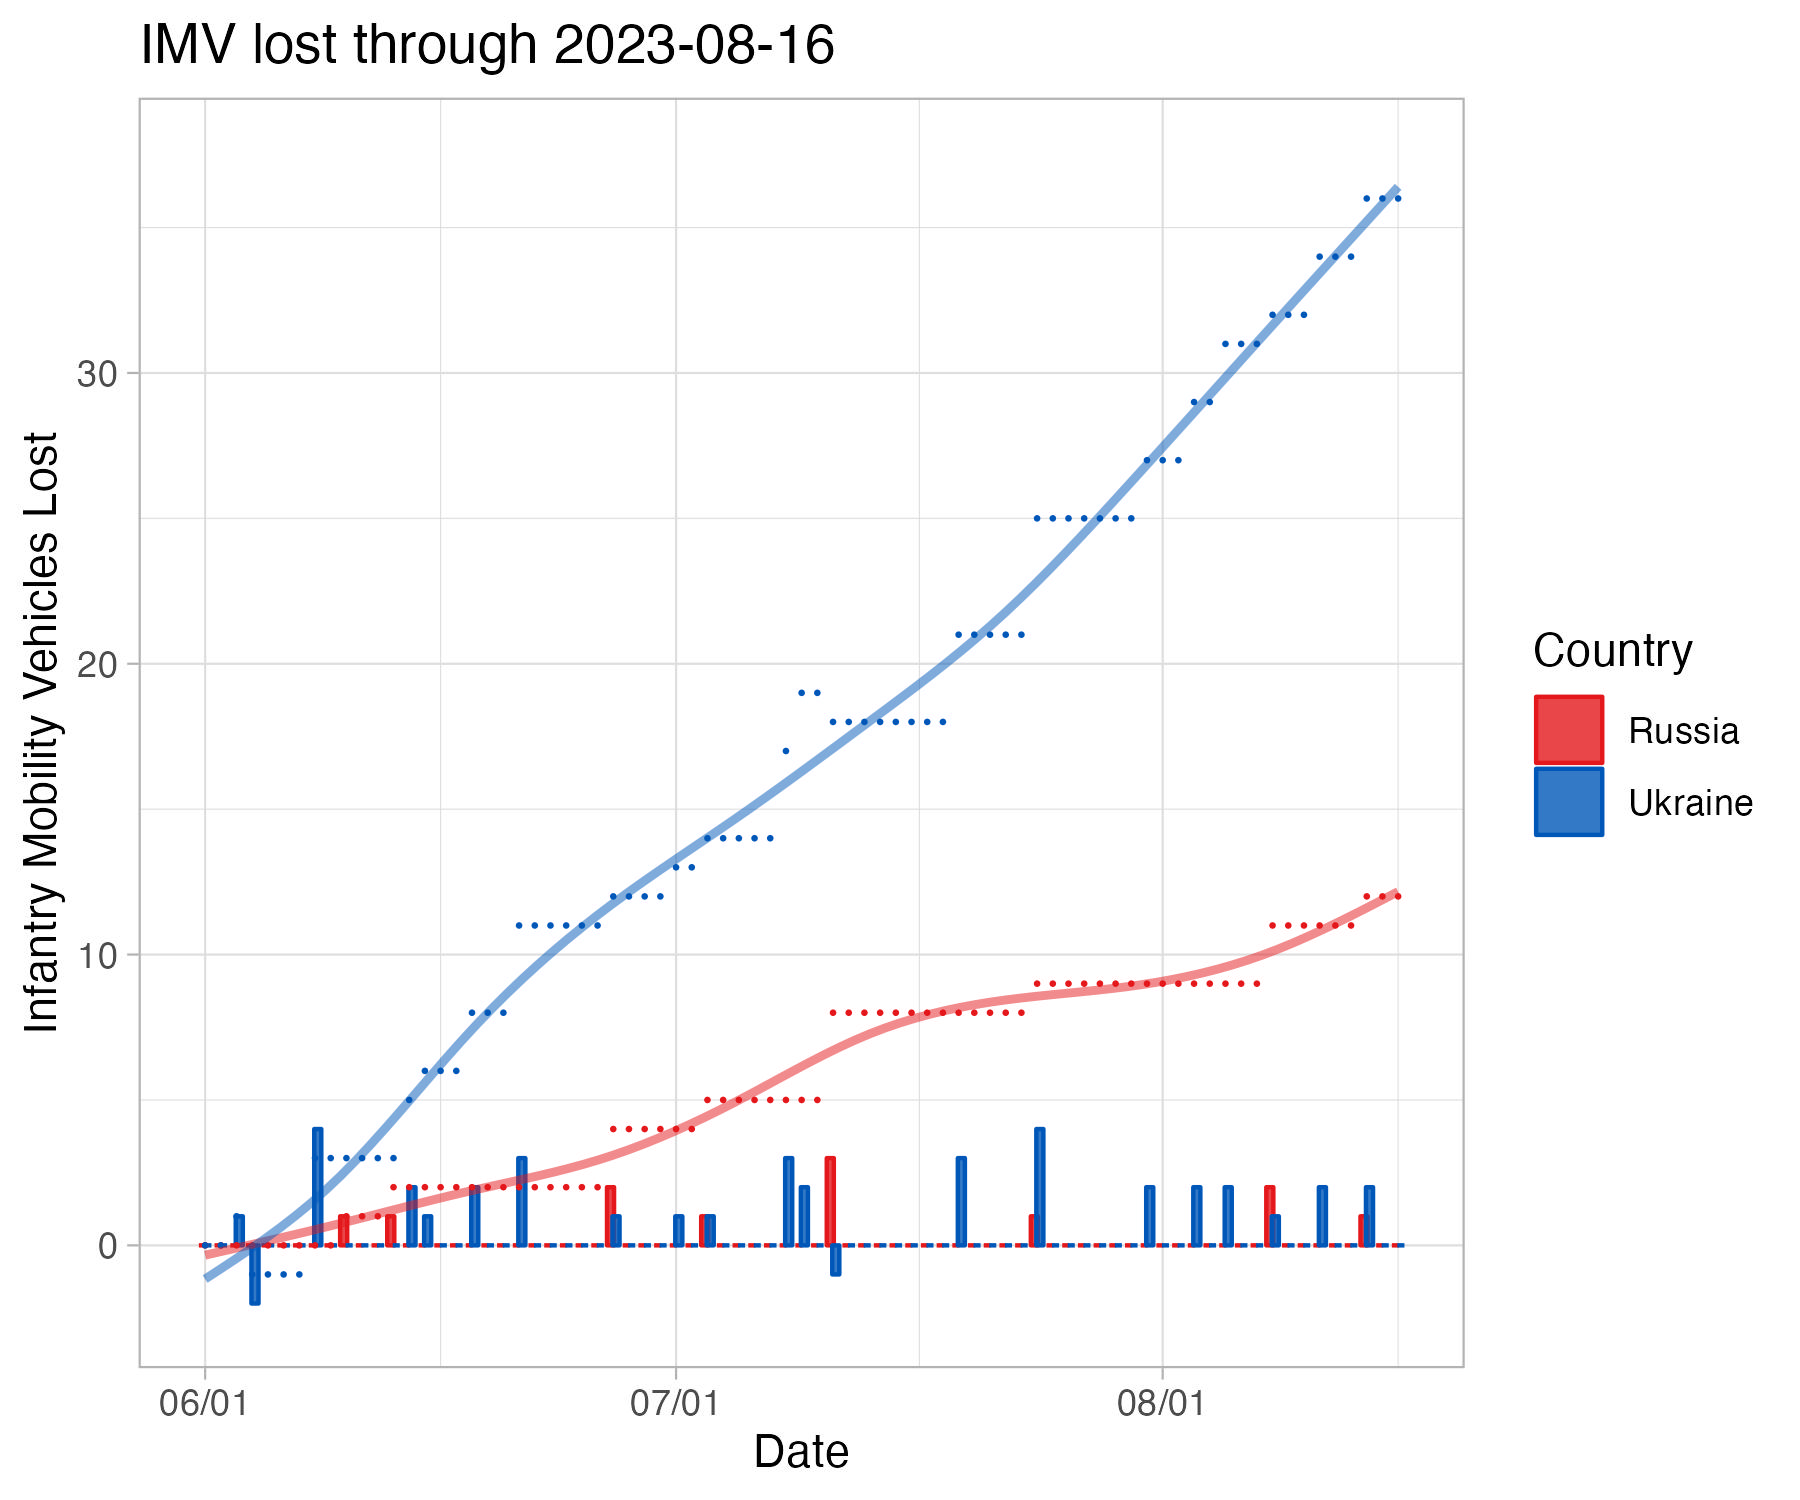 IMV lost through 2023-08-16
Infantry Mobility Vehicles Lost
30
20
10
0
06/01 07/01 08/01
Date
Country
Russia
Ukraine